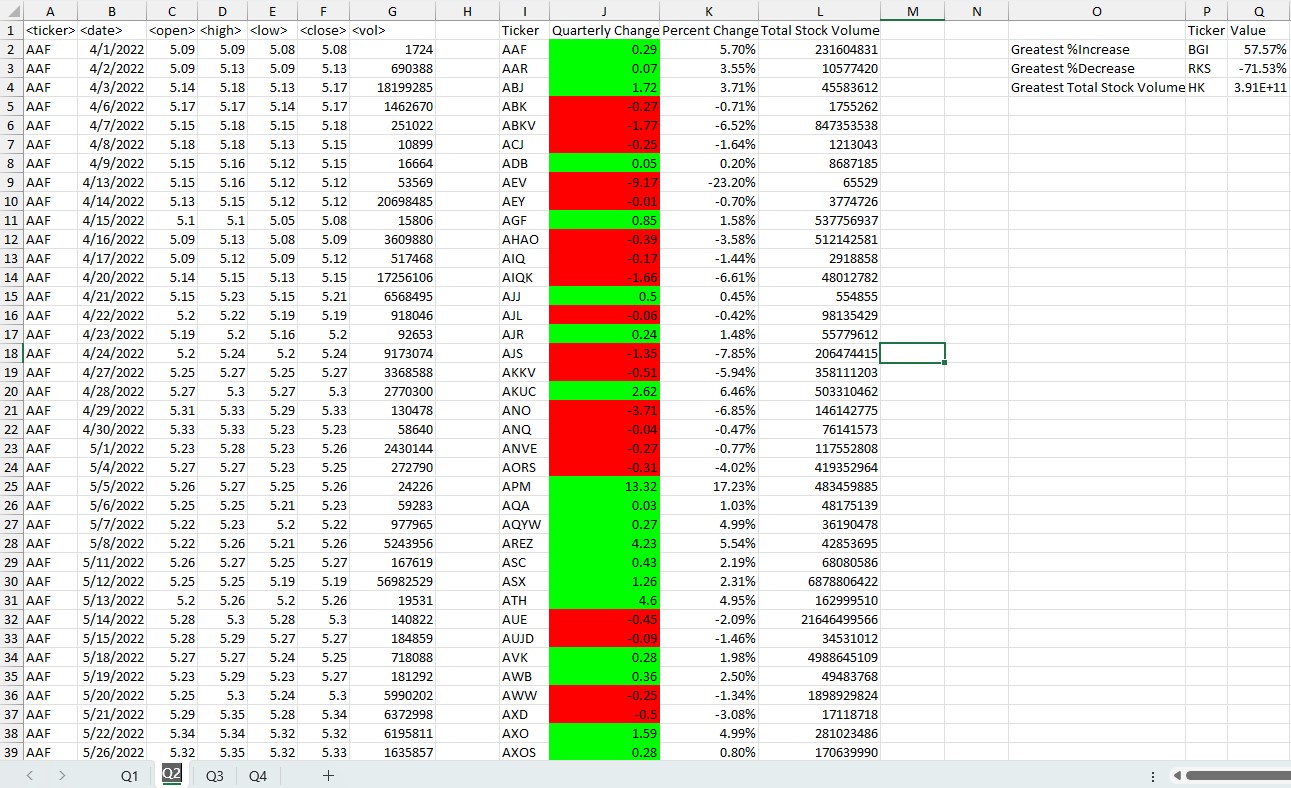 A B C D E F G H I J K L M N O P Q
1 <ticker> <date> <open> <high> <low> <close> <vol> Ticker Quarterly Change Percent Change Total Stock Volume Ticker Value
2 AAF 4/1/2022 5.09 5.09 5.08 5.08 1724 AAF 0.29 5.70% 231604831 Greatest %Increase BGI 57.57%
3 AAF 4/2/2022 5.09 5.13 5.09 5.13 690388 AAR 0.07 3.55% 10577420 Greatest %Decrease RKS -71.53%
4 AAF 4/3/2022 5.14 5.18 5.13 5.17 18199285 ABJ 1.72 3.71% 45583612 Greatest Total Stock Volume HK 3.91E+11
5 AAF 4/6/2022 5.17 5.17 5.14 5.17 1462670 ABK -0.27 -0.71% 1755262
6 AAF 4/7/2022 5.15 5.18 5.15 5.18 251022 ABKV -1.77 -6.52% 847353538
7 AAF 4/8/2022 5.18 5.18 5.13 5.15 10899 ACJ -0.25 -1.64% 1213043
8 AAF 4/9/2022 5.15 5.16 5.12 5.15 16664 ADB 0.05 0.20% 8687185
9 AAF 4/13/2022 5.15 5.16 5.12 5.12 53569 AEV -9.17 -23.20% 65529
10 AAF 4/14/2022 5.13 5.15 5.12 5.12 20698485 AEY -0.01 -0.70% 3774726
11 AAF 4/15/2022 5.1 5.1 5.05 5.08 15806 AGF 0.85 1.58% 537756937
12 AAF 4/16/2022 5.09 5.13 5.08 5.09 3609880 AHAO -0.39 -3.58% 512142581
13 AAF 4/17/2022 5.09 5.12 5.09 5.12 517468 AIQ -0.17 -1.44% 2918858
14 AAF 4/20/2022 5.14 5.15 5.13 5.15 17256106 AIQK -1.66 -6.61% 48012782
15 AAF 4/21/2022 5.15 5.23 5.15 5.21 6568495 AJJ 0.5 0.45% 554855
16 AAF 4/22/2022 5.2 5.22 5.19 5.19 918046 AJL -0.06 -0.42% 98135429
17 AAF 4/23/2022 5.19 5.2 5.16 5.2 92653 AJR 0.24 1.48% 55779612
18 AAF 4/24/2022 5.2 5.24 5.2 5.24 9173074 AJS -1.35 -7.85% 206474415
19 AAF 4/27/2022 5.25 5.27 5.25 5.27 3368588 AKKV -0.51 -5.94% 358111203
20 AAF 4/28/2022 5.27 5.3 5.27 5.3 2770300 AKUC 2.62 6.46% 503310462
21 AAF 4/29/2022 5.31 5.33 5.29 5.33 130478 ANO -3.71 -6.85% 146142775
22 AAF 4/30/2022 5.33 5.33 5.23 5.23 58640 ANQ -0.04 -0.47% 76141573
23 AAF 5/1/2022 5.23 5.28 5.23 5.26 2430144 ANVE -0.27 -0.77% 117552808
24 AAF 5/4/2022 5.27 5.27 5.23 5.25 272790 AORS -0.31 -4.02% 419352964
25 AAF 5/5/2022 5.26 5.27 5.25 5.26 24226 APM 13.32 17.23% 483459885
26 AAF 5/6/2022 5.25 5.25 5.21 5.23 59283 AQA 0.03 1.03% 48175139
27 AAF 5/7/2022 5.22 5.23 5.2 5.22 977965 AQYW 0.27 4.99% 36190478
28 AAF 5/8/2022 5.22 5.26 5.21 5.26 5243956 AREZ 4.23 5.54% 42853695
29 AAF 5/11/2022 5.26 5.27 5.25 5.27 167619 ASC 0.43 2.19% 68080586
30 AAF 5/12/2022 5.25 5.25 5.19 5.19 56982529 ASX 1.26 2.31% 6878806422
31 AAF 5/13/2022 5.2 5.26 5.2 5.26 19531 ATH 4.6 4.95% 162999510
32 AAF 5/14/2022 5.28 5.3 5.28 5.3 140822 AUE -0.45 -2.09% 21646499566
33 AAF 5/15/2022 5.28 5.29 5.27 5.27 184859 AUJD -0.09 -1.46% 34531012
34 AAF 5/18/2022 5.27 5.27 5.24 5.25 718088 AVK 0.28 1.98% 4988645109
35 AAF 5/19/2022 5.23 5.29 5.23 5.27 181292 AWB 0.36 2.50% 49483768
36 AAF 5/20/2022 5.25 5.3 5.24 5.3 5990202 AWW -0.25 -1.34% 1898929824
37 AAF 5/21/2022 5.29 5.35 5.28 5.34 6372998 AXD -0.5 -3.08% 17118718
38 AAF 5/22/2022 5.34 5.34 5.32 5.32 6195811 AXO 1.59 4.99% 281023486
39 AAF 5/26/2022 5.32 5.35 5.32 5.33 1635857 AXOS 0.28 0.80% 170639990
Q1 Q2 Q3 Q4